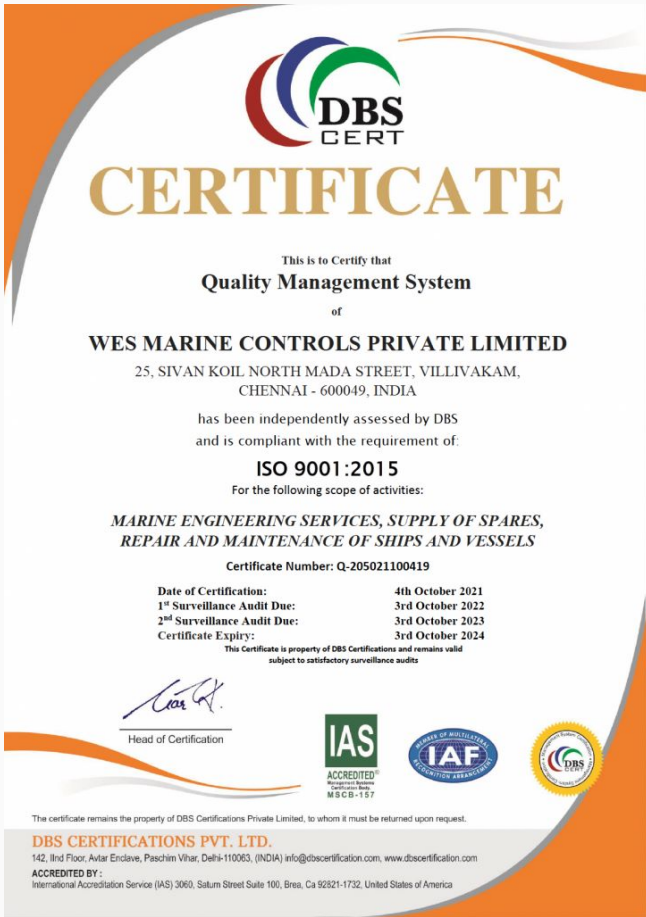 DBS
CERT
CERTIFICATE
This is to Certify that
Quality Management System
of
WES MARINE CONTROLS PRIVATE LIMITED
25, SIVAN KOIL NORTH MADA STREET, VILLIVAKAM,
CHENNAI - 600049, INDIA
has been independently assessed by DBS
and is compliant with the requirement of:
ISO 9001:2015
For the following scope of activities:
MARINE ENGINEERING SERVICES, SUPPLY OF SPARES,
REPAIR AND MAINTENANCE OF SHIPS AND VESSELS
Certificate Number: Q-205021100419
Date of Certification: 4th October 2021
1st Surveillance Audit Due: 3rd October 2022
2nd Surveillance Audit Due: 3rd October 2023
Certificate Expiry: 3rd October 2024
This Certificate is property of DBS Certifications and remains valid
subject to satisfactory surveillance audits
Head of Certification
IAS
ACCREDITED®
Management Systems
Certification Body
MSCB-157
MEMBER OF MULTILATERAL
IAF
RECOGNITION ARRANGEMENT
DBS
CERT
The certificate remains the property of DBS Certifications Private Limited, to whom it must be returned upon request.
DBS CERTIFICATIONS PVT. LTD.
142, IInd Floor, Avtar Enclave, Paschim Vihar, Delhi-110063, (INDIA) info@dbscertification.com, www.dbscertification.com
ACCREDITED BY :
International Accreditation Service (IAS) 3060, Saturn Street Suite 100, Brea, Ca 92821-1732, United States of America